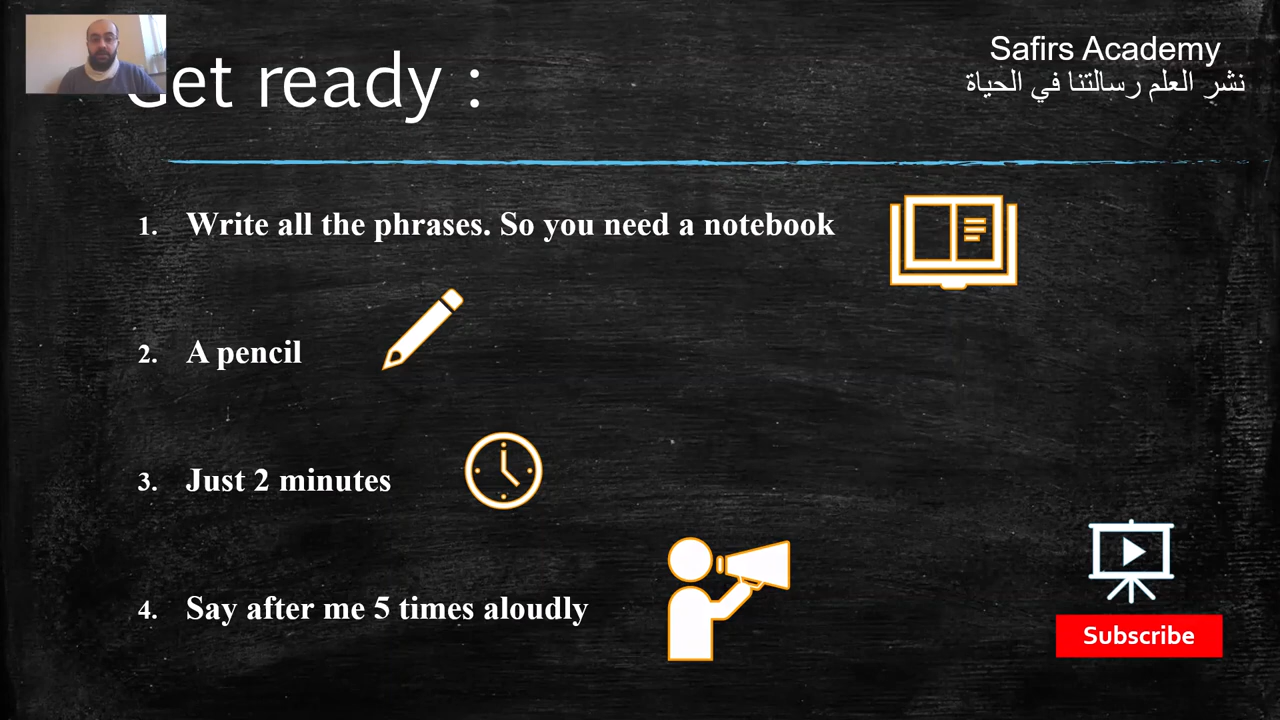 Get ready :
Safirs Academy
نشر العلم رسالتنا في الحياة
1. Write all the phrases. So you need a notebook
2. A pencil
3. Just 2 minutes
4. Say after me 5 times aloudly
Subscribe